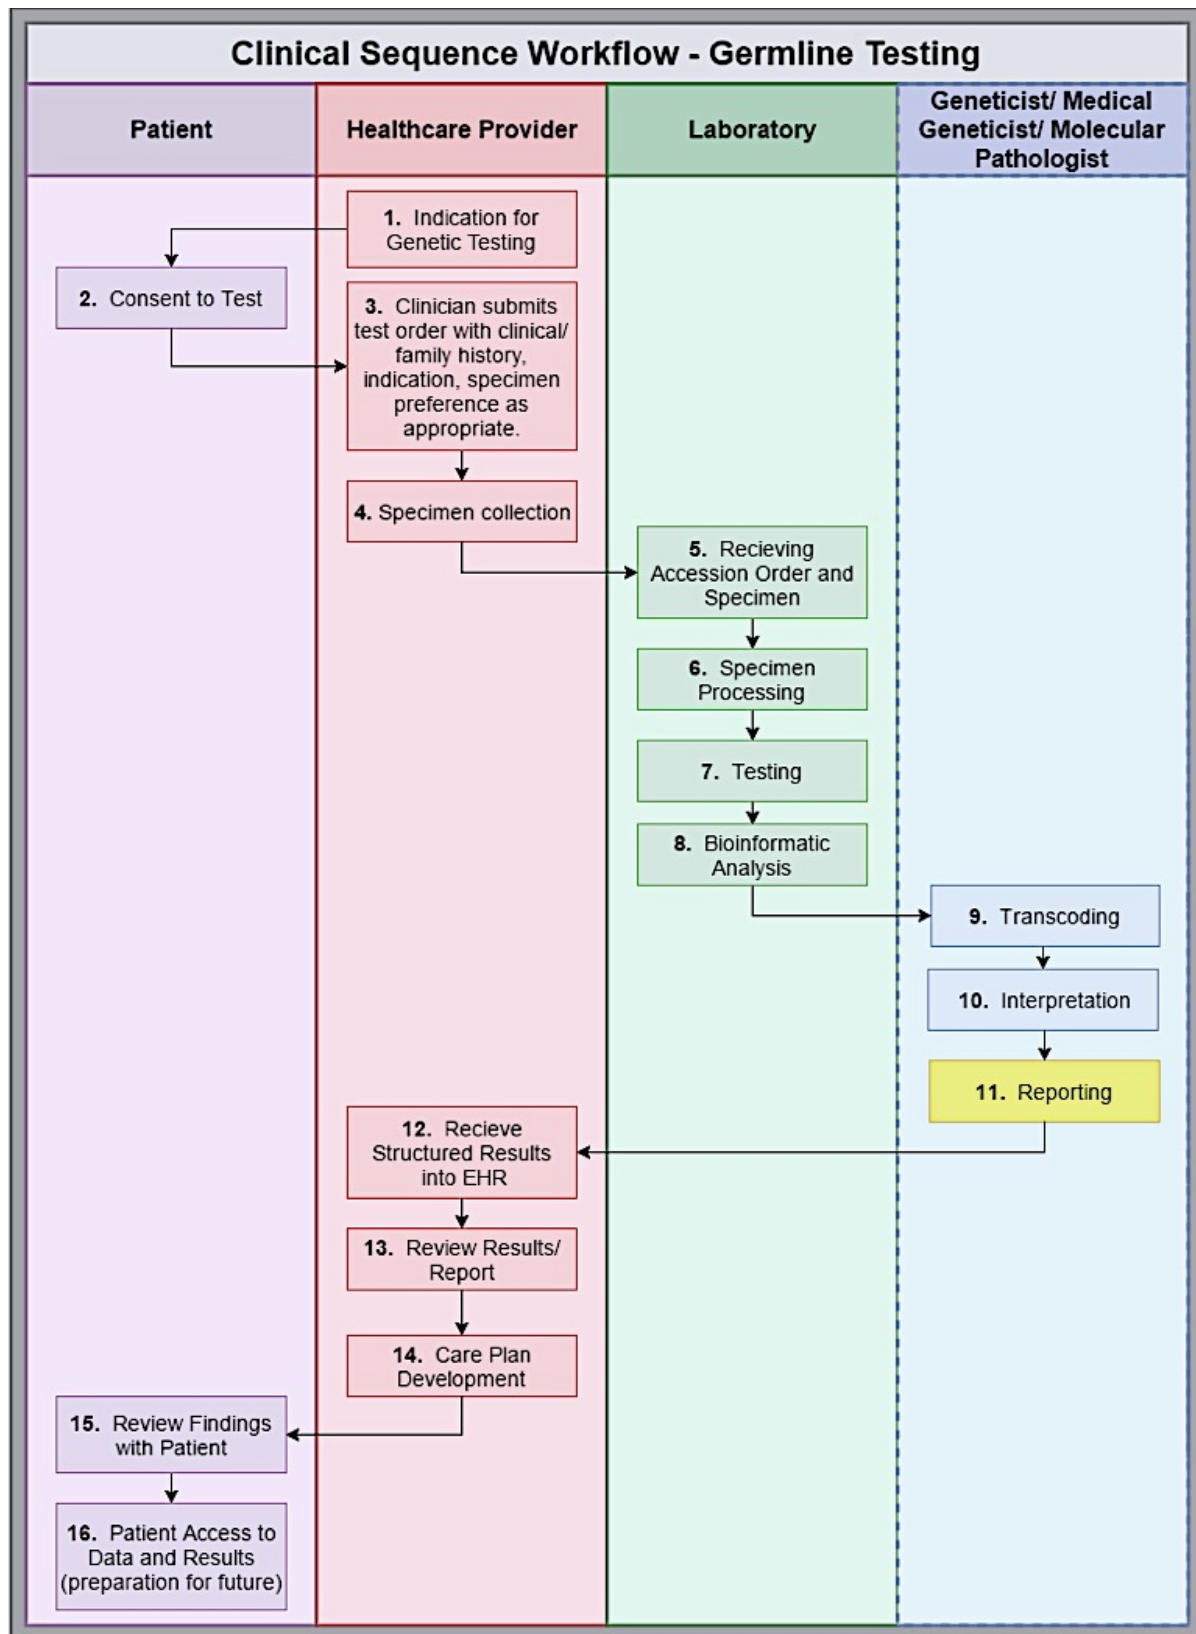 Clinical Sequence Workflow - Germline Testing
Patient
Healthcare Provider
Laboratory
Geneticist/ Medical
Geneticist/ Molecular
Pathologist
1. Indication for
Genetic Testing
2. Consent to Test
3. Clinician submits
test order with clinical/
family history,
indication, specimen
preference as
appropriate.
4. Specimen collection
5. Recieving
Accession Order and
Specimen
6. Specimen
Processing
7. Testing
8. Bioinformatic
Analysis
9. Transcoding
10. Interpretation
11. Reporting
12. Recieve
Structured Results
into EHR
13. Review Results/
Report
14. Care Plan
Development
15. Review Findings
with Patient
16. Patient Access to
Data and Results
(preparation for future)